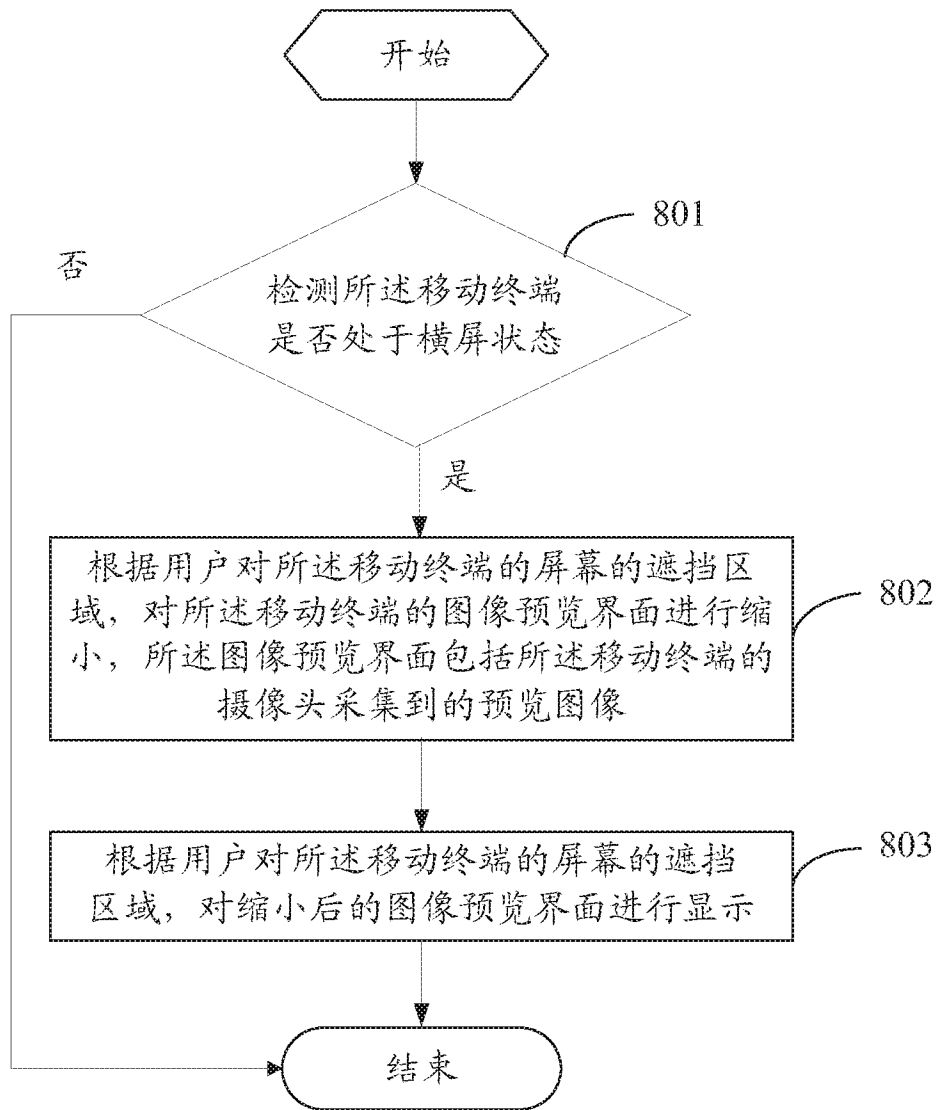 开始
801
否
检测所述移动终端
是否处于横屏状态
是
根据用户对所述移动终端的屏幕的遮挡区
域，对所述移动终端的图像预览界面进行缩
小，所述图像预览界面包括所述移动终端的
摄像头采集到的预览图像
802
根据用户对所述移动终端的屏幕的遮挡
区域，对缩小后的图像预览界面进行显示
803
结束